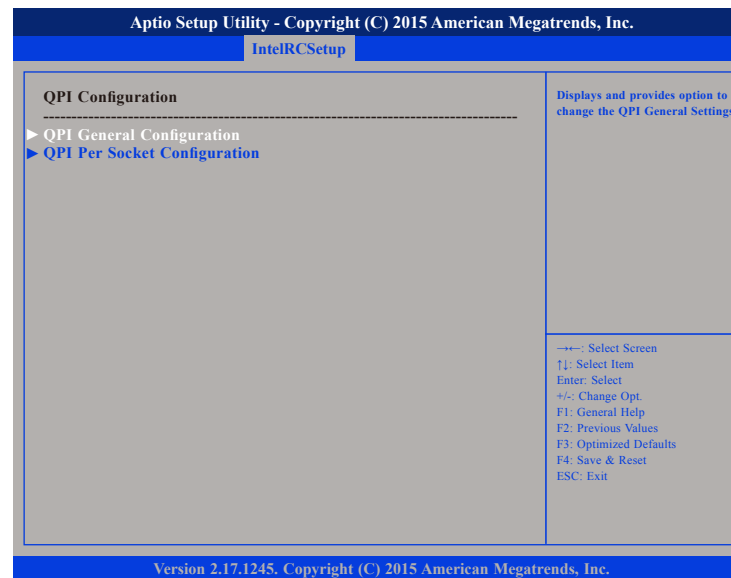 Aptio Setup Utility - Copyright (C) 2015 American Megatrends, Inc.
IntelRCSetup
QPI Configuration
--------------------------------------------------------------------------------------------------
► QPI General Configuration
► QPI Per Socket Configuration
Displays and provides option to
change the QPI General Settings
→←: Select Screen
↑↓: Select Item
Enter: Select
+/-: Change Opt.
F1: General Help
F2: Previous Values
F3: Optimized Defaults
F4: Save & Reset
ESC: Exit
Version 2.17.1245. Copyright (C) 2015 American Megatrends, Inc.